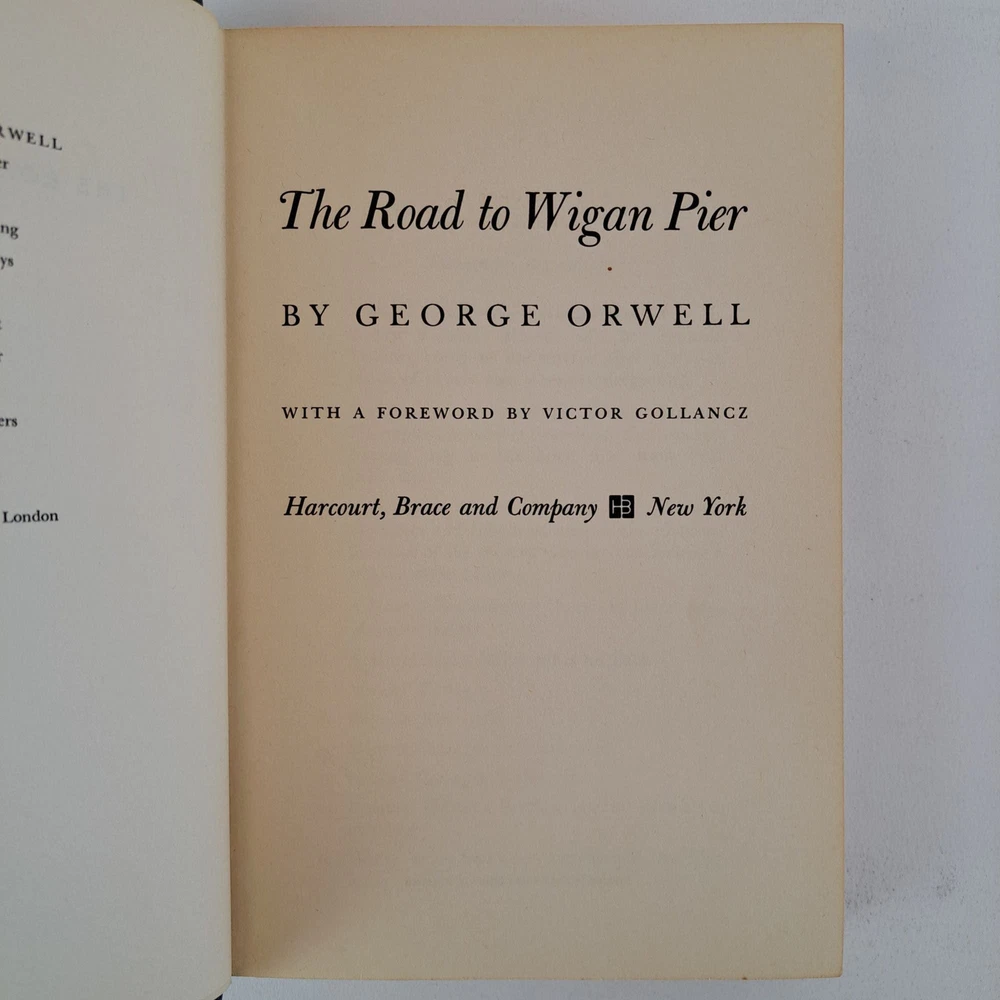 London
The Road to Wigan Pier
BY GEORGE ORWELL
WITH A FOREWORD BY VICTOR GOLLANCZ
Harcourt, Brace and Company HB New York